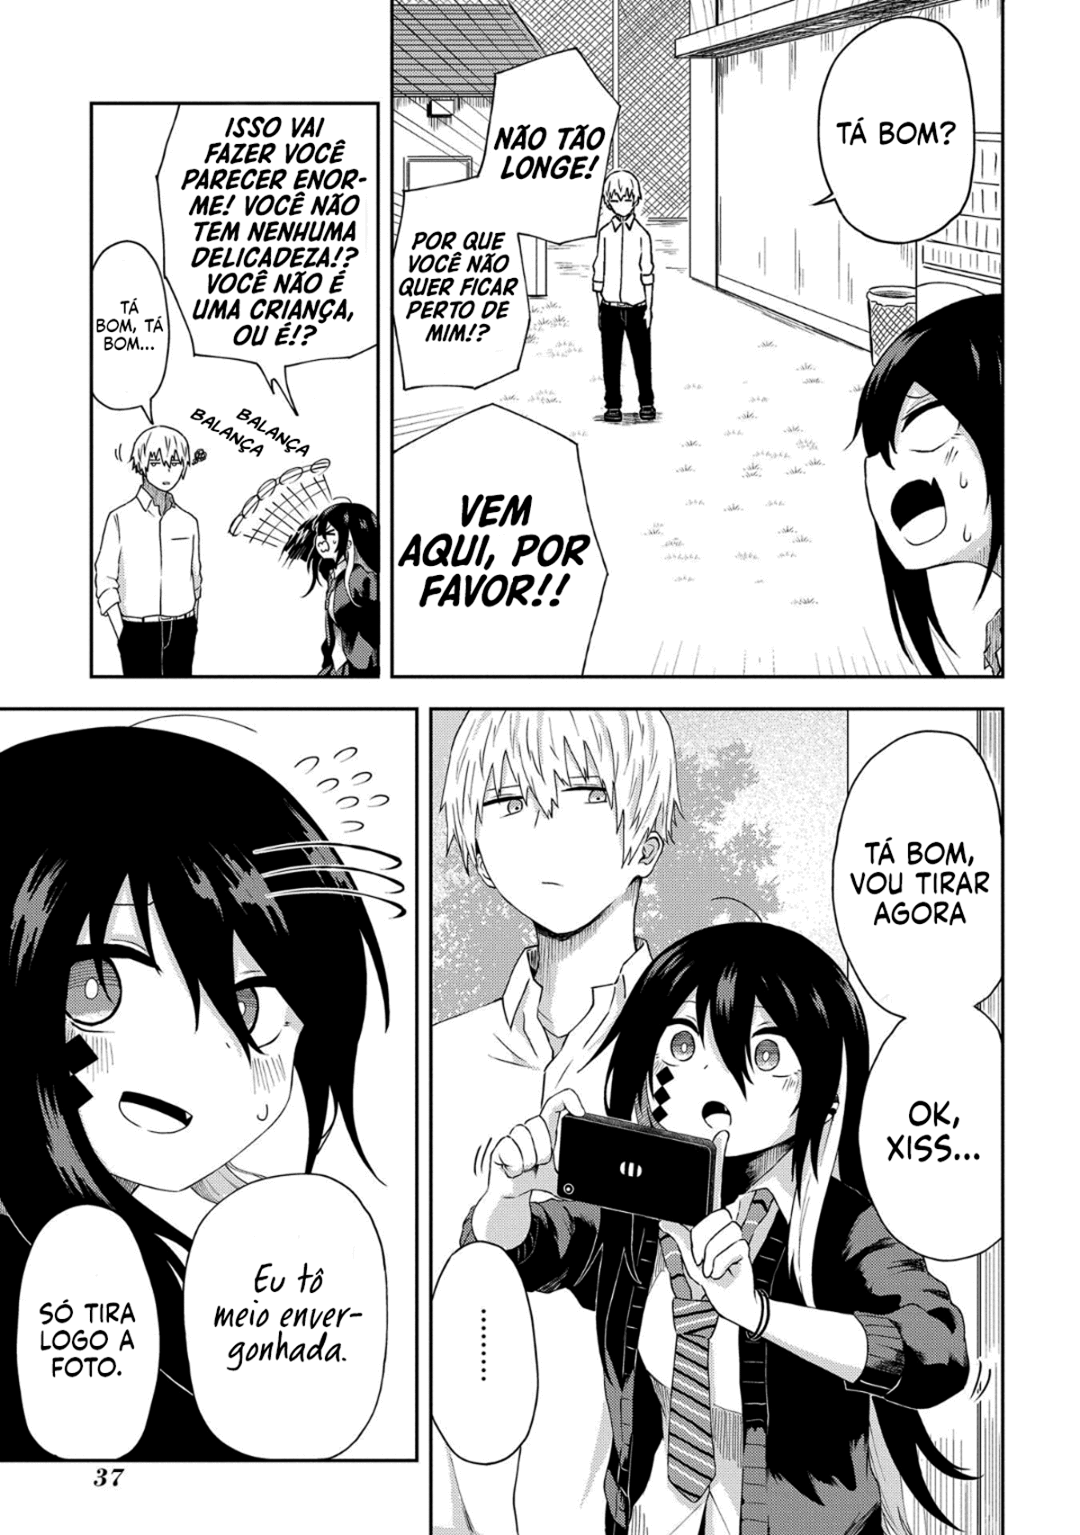 TÁ BOM?
NÃO TÃO
LONGE!
POR QUE
VOCÊ NÃO
QUER FICAR
PERTO DE
MIM!?
VEM
AQUI, POR
FAVOR!!
ISSO VAI
FAZER VOCÊ
PARECER ENOR-
ME! VOCÊ NÃO
TEM NENHUMA
DELICADEZA!?
VOCÊ NÃO É
UMA CRIANÇA,
OU É!?
TÁ
BOM, TÁ
BOM...
BALANÇA
BALANÇA
TÁ BOM,
VOU TIRAR
AGORA
OK,
XISS...
.........
Eu tô
meio enver-
gonhada.
SÓ TIRA
LOGO A
FOTO.
37